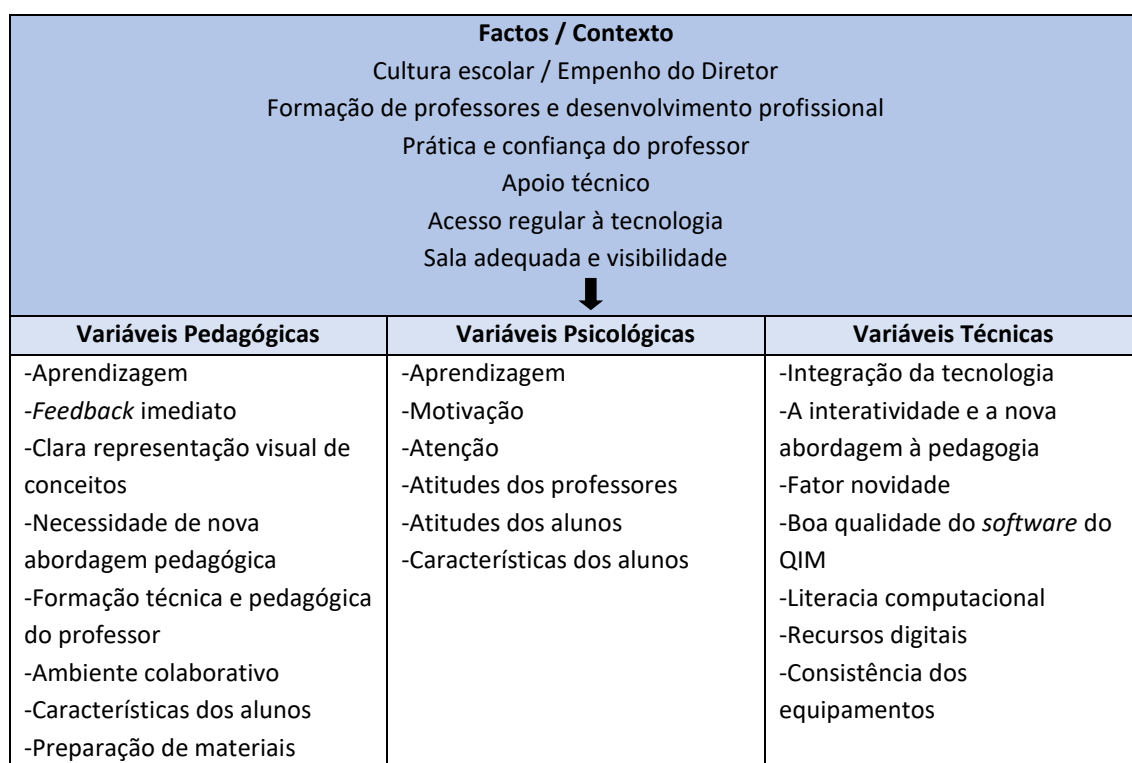 Factos / Contexto
Cultura escolar / Empenho do Diretor
Formação de professores e desenvolvimento profissional
Prática e confiança do professor
Apoio técnico
Acesso regular à tecnologia
Sala adequada e visibilidade
Variáveis Pedagógicas
-Aprendizagem
-Feedback imediato
-Clara representação visual de
conceitos
-Necessidade de nova
abordagem pedagógica
-Formação técnica e pedagógica
do professor
-Ambiente colaborativo
-Características dos alunos
-Preparação de materiais
Variáveis Psicológicas
-Aprendizagem
-Motivação
-Atenção
-Atitudes dos professores
-Atitudes dos alunos
-Características dos alunos
Variáveis Técnicas
-Integração da tecnologia
-A interatividade e a nova
abordagem à pedagogia
-Fator novidade
-Boa qualidade do software do
QIM
-Literacia computacional
-Recursos digitais
-Consistência dos
equipamentos